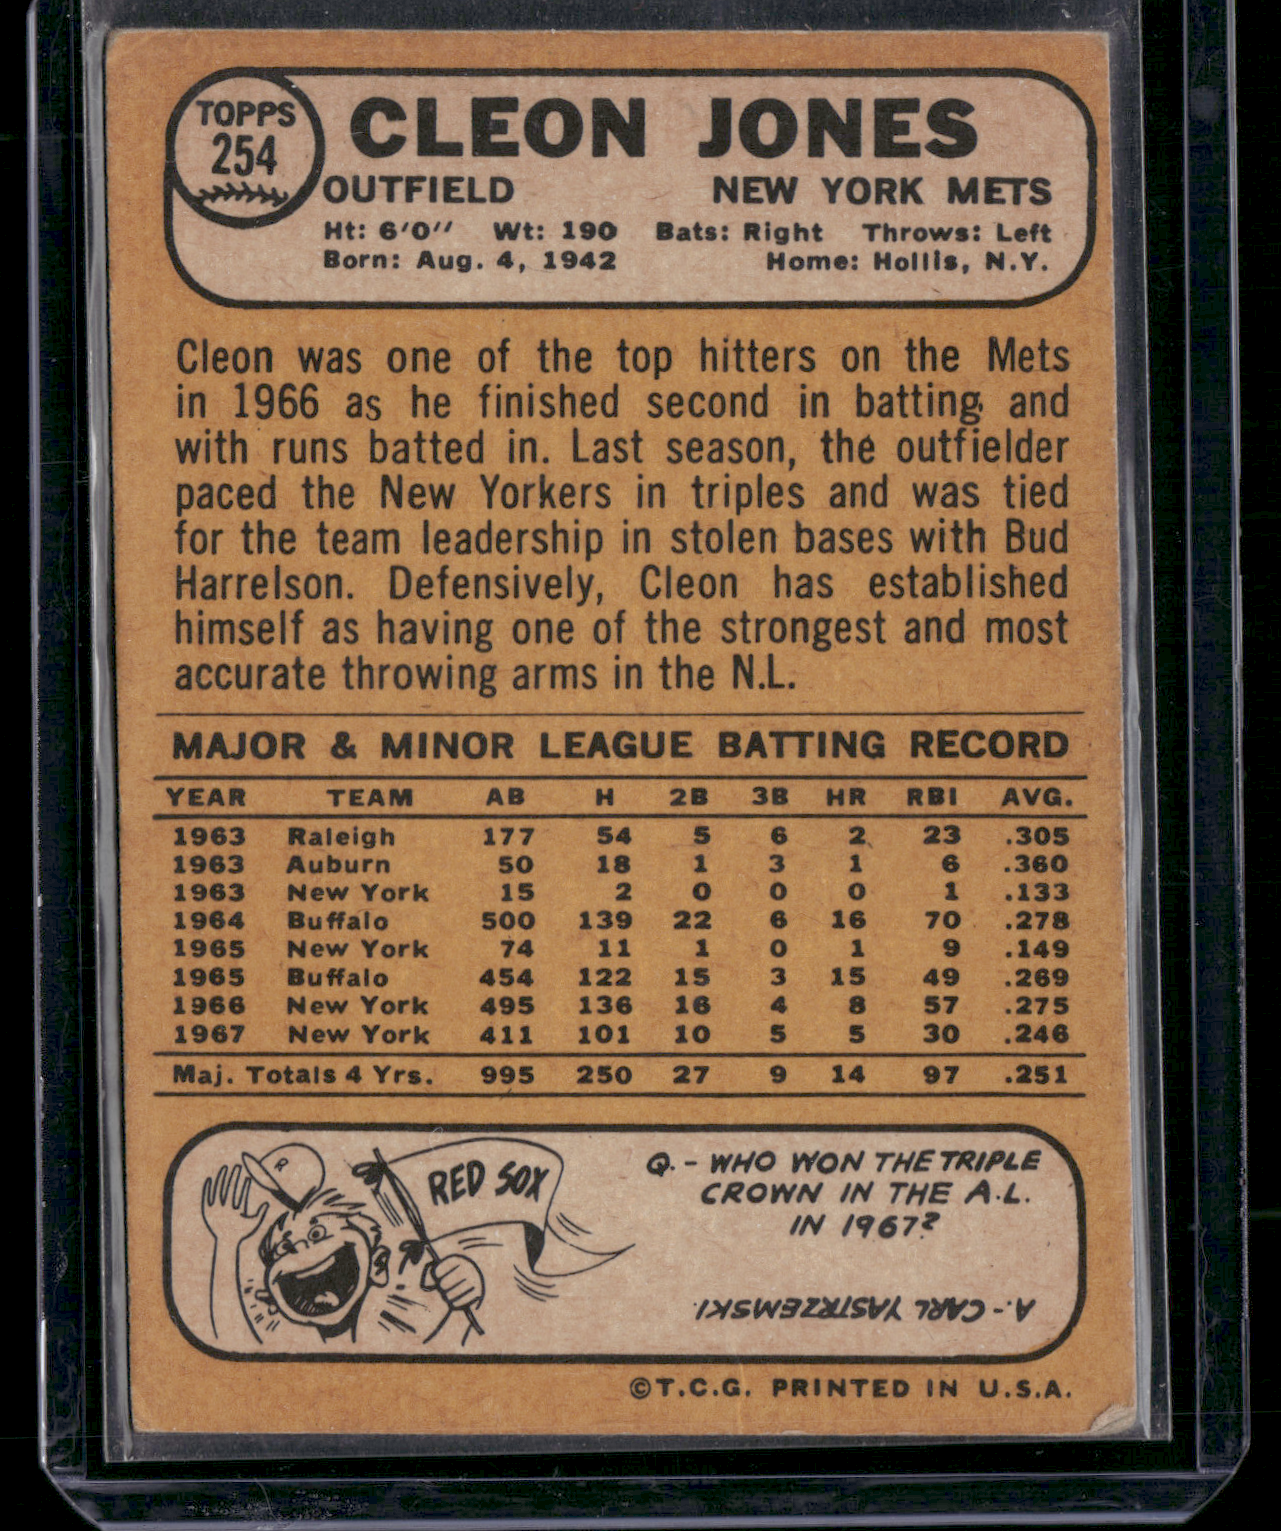 TOPPS
254
CLEON JONES
OUTFIELD NEW YORK METS
Ht: 6'0" Wt: 190 Bats: Right Throws: Left
Born: Aug. 4, 1942 Home: Hollis, N.Y.
Cleon was one of the top hitters on the Mets
in 1966 as he finished second in batting and
with runs batted in. Last season, the outfielder
paced the New Yorkers in triples and was tied
for the team leadership in stolen bases with Bud
Harrelson. Defensively, Cleon has established
himself as having one of the strongest and most
accurate throwing arms in the N.L.
MAJOR & MINOR LEAGUE BATTING RECORD
YEAR TEAM AB H 2B 3B HR RBI AVG.
1963 Raleigh 177 54 5 6 2 23 .305
1963 Auburn 50 18 1 3 1 6 .360
1963 New York 15 2 0 0 0 1 .133
1964 Buffalo 500 139 22 6 16 70 .278
1965 New York 74 11 1 0 1 9 .149
1965 Buffalo 454 122 15 3 15 49 .269
1966 New York 495 136 16 4 8 57 .275
1967 New York 411 101 10 5 5 30 .246
Maj. Totals 4 Yrs. 995 250 27 9 14 97 .251
R
RED SOX
Q.- WHO WON THE TRIPLE
CROWN IN THE A.L.
IN 1967?
A.- CARL YASTRZEMSKI.
©T.C.G. PRINTED IN U.S.A.